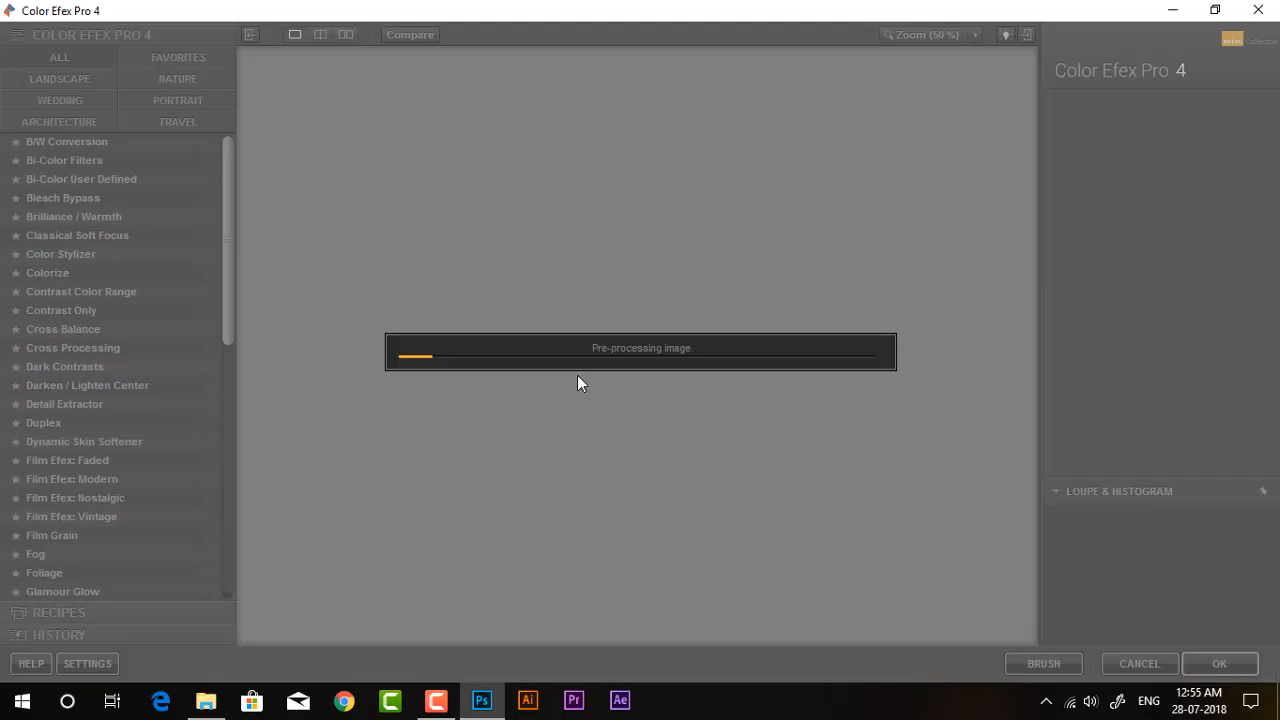 Color Efex Pro 4
COLOR EFEX PRO 4
Compare
Zoom (50 %)
ALL
FAVORITES
LANDSCAPE
NATURE
WEDDING
PORTRAIT
ARCHITECTURE
TRAVEL
B/W Conversion
Bi-Color Filters
Bi-Color User Defined
Bleach Bypass
Brilliance / Warmth
Classical Soft Focus
Color Stylizer
Colorize
Contrast Color Range
Contrast Only
Cross Balance
Cross Processing
Dark Contrasts
Darken / Lighten Center
Detail Extractor
Duplex
Dynamic Skin Softener
Film Efex: Faded
Film Efex: Modern
Film Efex: Nostalgic
Film Efex: Vintage
Film Grain
Fog
Foliage
Glamour Glow
RECIPES
HISTORY
HELP
SETTINGS
Pre-processing image.
Collection
Color Efex Pro 4
LOUPE & HISTOGRAM
BRUSH
CANCEL
OK
Ps
Ai
Pr
Ae
ENG
12:55 AM
28-07-2018